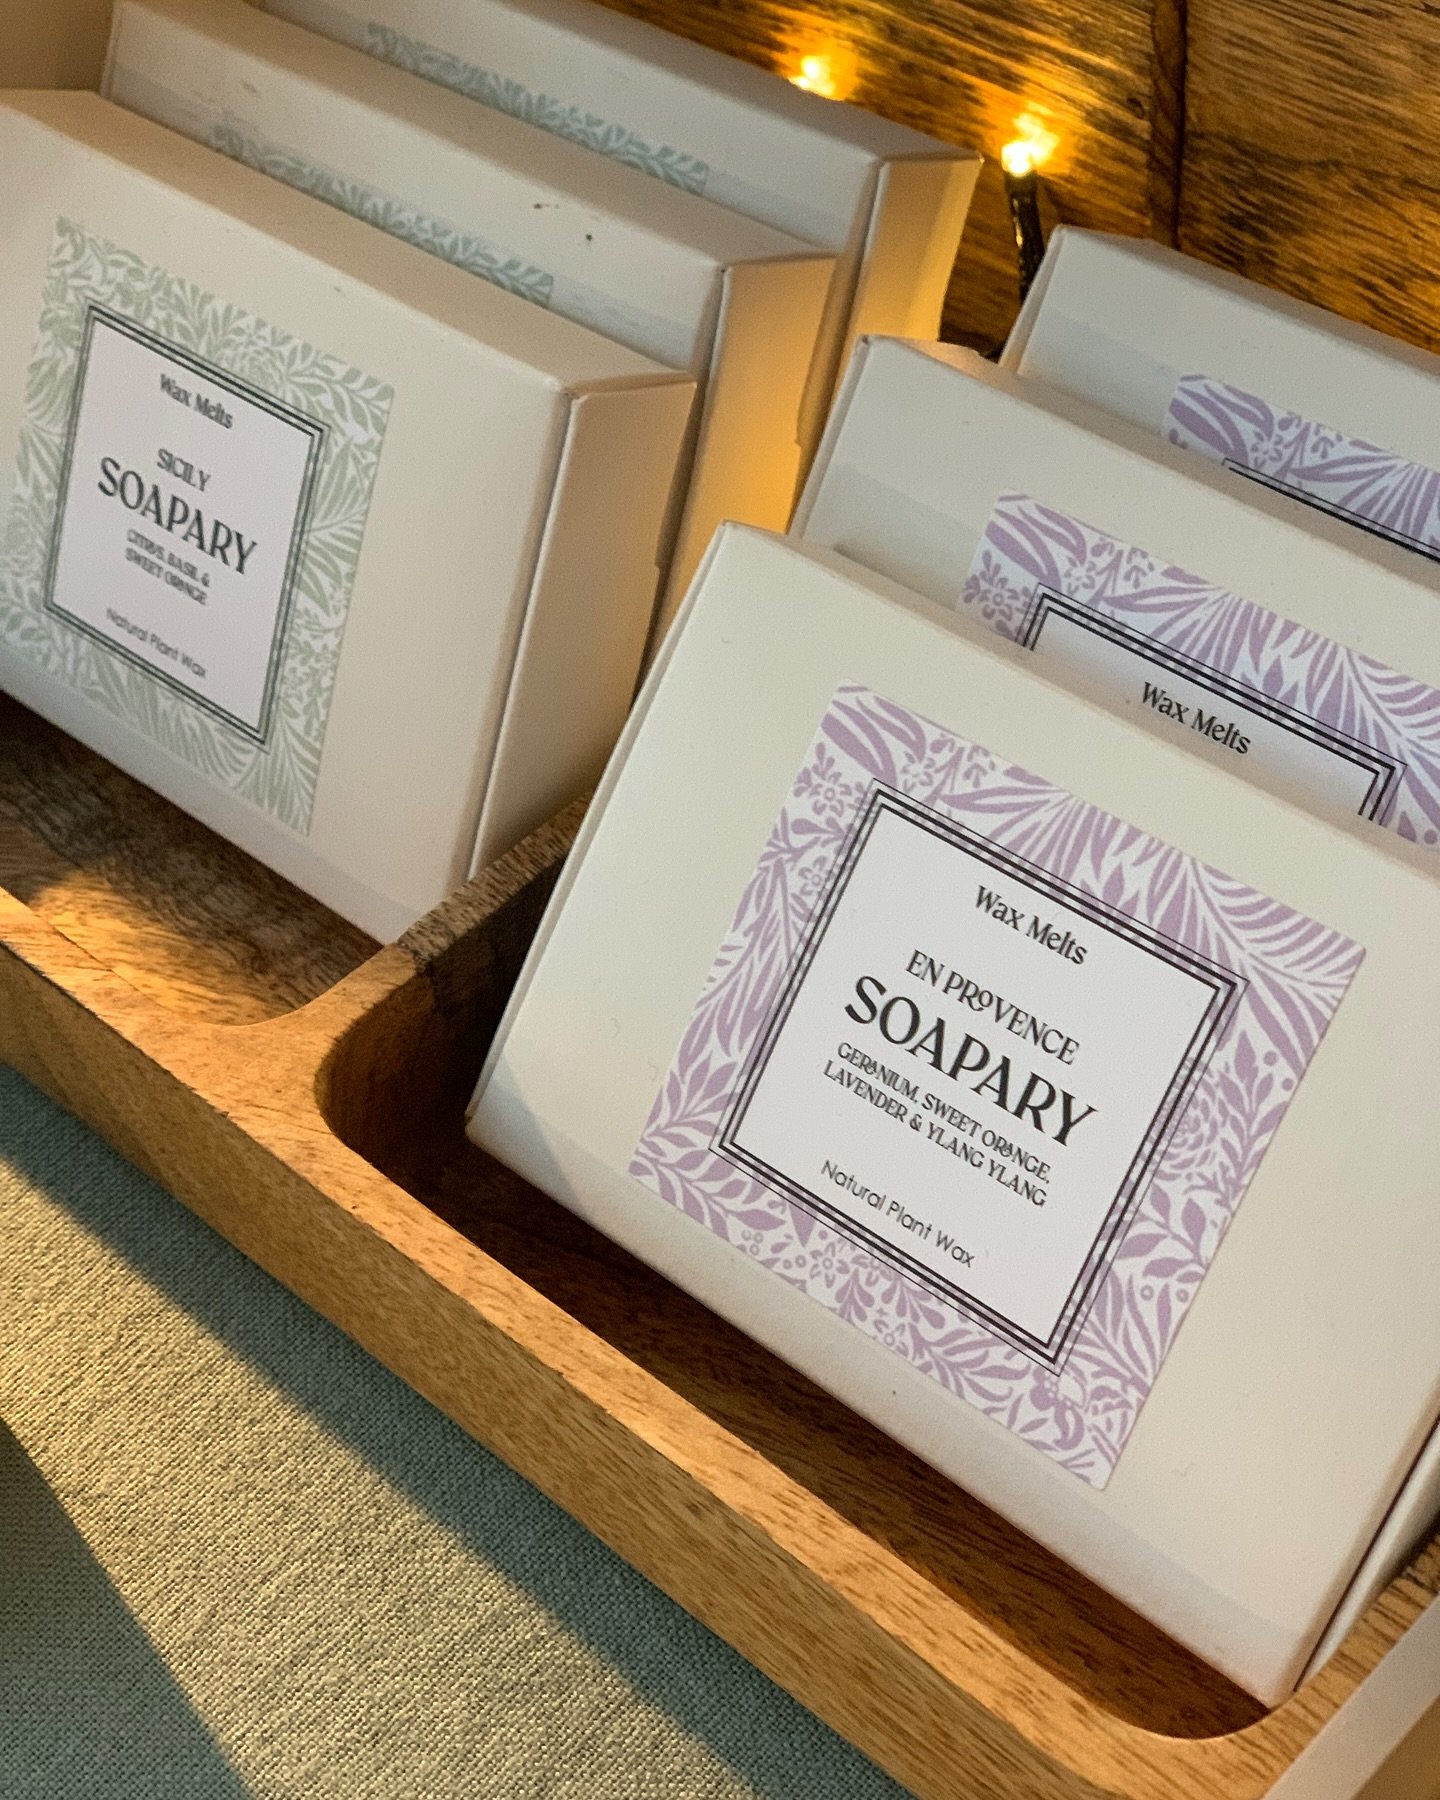 Wax Melts
SICILY
SOAPARY
CITRUS, BASIL &
SWEET ORANGE
Natural Plant Wax
Wax Melts
Wax Melts
EN PROVENCE
SOAPARY
GERANIUM, SWEET ORANGE,
LAVENDER & YLANG YLANG
Natural Plant Wax